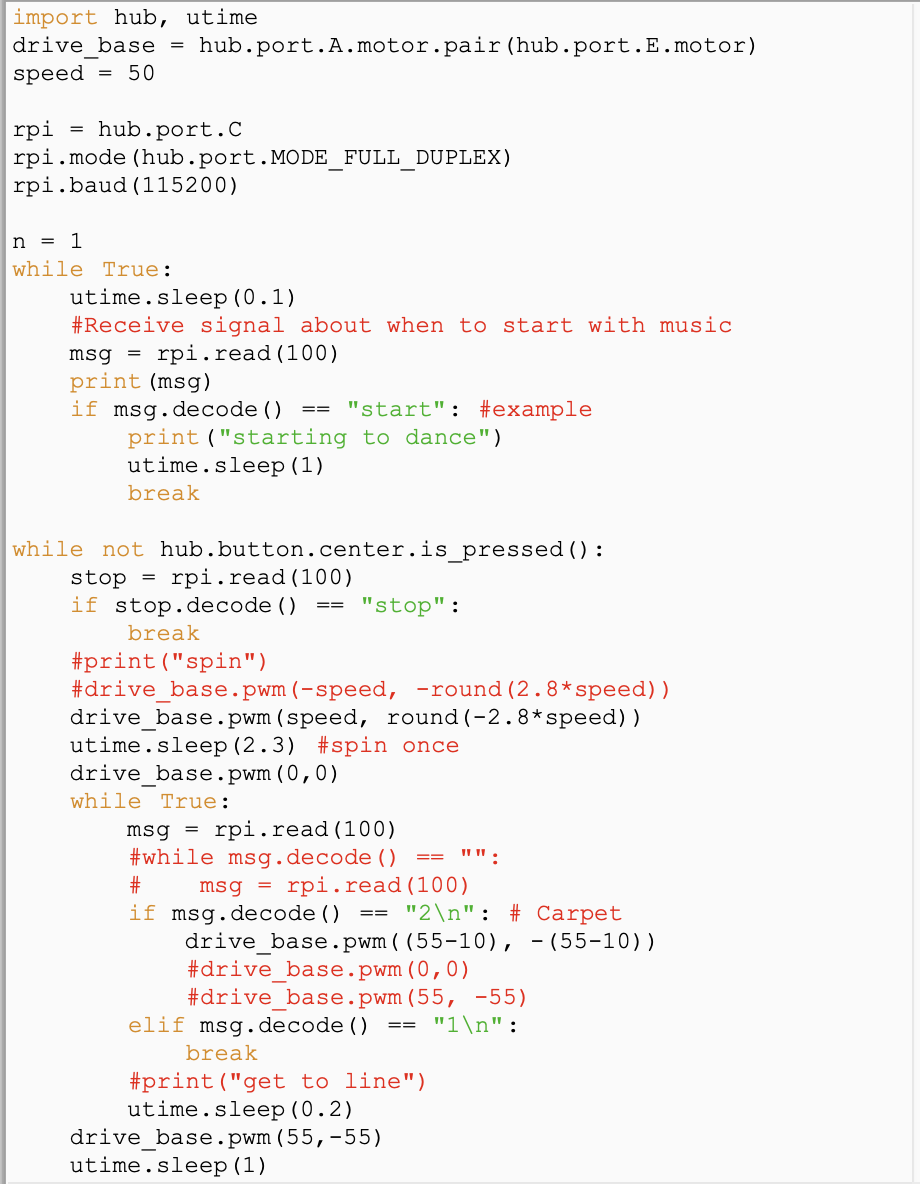 import hub, utime
drive_base = hub.port.A.motor.pair(hub.port.E.motor)
speed = 50

rpi = hub.port.C
rpi.mode(hub.port.MODE_FULL_DUPLEX)
rpi.baud(115200)

n = 1
while True:
    utime.sleep(0.1)
    #Receive signal about when to start with music
    msg = rpi.read(100)
    print(msg)
    if msg.decode() == "start": #example
        print("starting to dance")
        utime.sleep(1)
        break

while not hub.button.center.is_pressed():
    stop = rpi.read(100)
    if stop.decode() == "stop":
        break
    #print("spin")
    #drive_base.pwm(-speed, -round(2.8*speed))
    drive_base.pwm(speed, round(-2.8*speed))
    utime.sleep(2.3) #spin once
    drive_base.pwm(0,0)
    while True:
        msg = rpi.read(100)
        #while msg.decode() == "":
        #    msg = rpi.read(100)
        if msg.decode() == "2\n": # Carpet
            drive_base.pwm((55-10), -(55-10))
            #drive_base.pwm(0,0)
            #drive_base.pwm(55, -55)
        elif msg.decode() == "1\n":
            break
        #print("get to line")
        utime.sleep(0.2)
    drive_base.pwm(55,-55)
    utime.sleep(1)